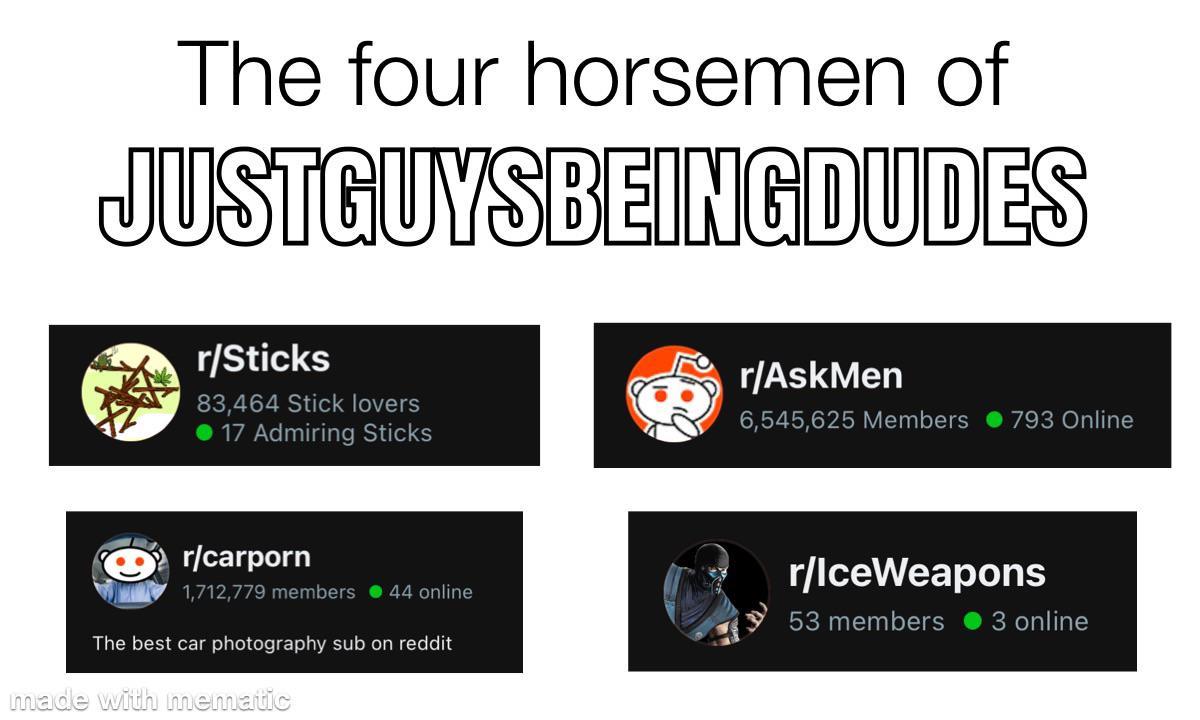 The four horsemen of
JUSTGUYSBEINGDUDES
r/Sticks
83,464 Stick lovers
17 Admiring Sticks
r/AskMen
6,545,625 Members 793 Online
r/carporn
1,712,779 members 44 online
The best car photography sub on reddit
r/IceWeapons
53 members 3 online
made with mematic